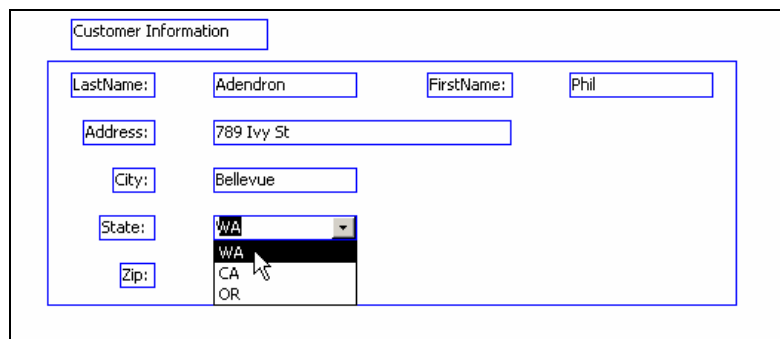 Customer Information
LastName: Adendron FirstName: Phil
Address: 789 Ivy St
City: Bellevue
State: WA
WA
Zip: CA
OR